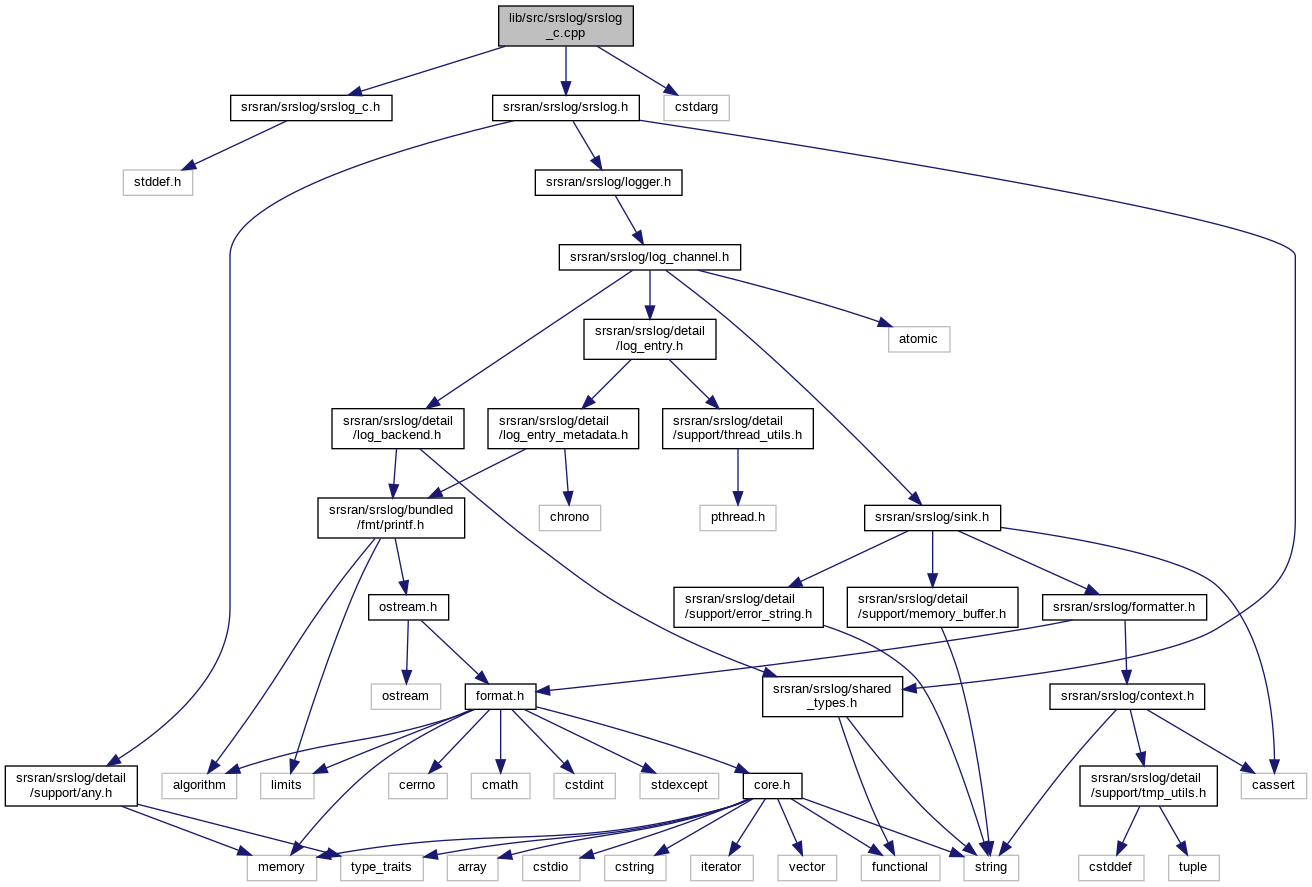 lib/src/srslog/srslog
_c.cpp
srsran/srslog/srslog_c.h
srsran/srslog/srslog.h
cstdarg
stddef.h
srsran/srslog/logger.h
srsran/srslog/log_channel.h
srsran/srslog/detail
/log_entry.h
atomic
srsran/srslog/detail
/log_backend.h
srsran/srslog/detail
/log_entry_metadata.h
srsran/srslog/detail
/support/thread_utils.h
srsran/srslog/bundled
/fmt/printf.h
chrono
pthread.h
srsran/srslog/sink.h
ostream.h
srsran/srslog/detail
/support/error_string.h
srsran/srslog/detail
/support/memory_buffer.h
srsran/srslog/formatter.h
ostream
format.h
srsran/srslog/shared
_types.h
srsran/srslog/context.h
srsran/srslog/detail
/support/any.h
algorithm
limits
cerrno
cmath
cstdint
stdexcept
core.h
srsran/srslog/detail
/support/tmp_utils.h
cassert
memory
type_traits
array
cstdio
cstring
iterator
vector
functional
string
cstddef
tuple